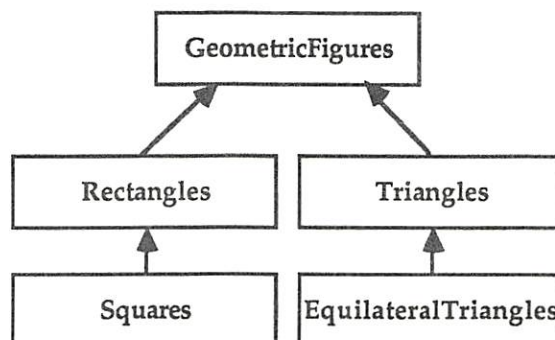 GeometricFigures
Rectangles
Triangles
Squares
EquilateralTriangles